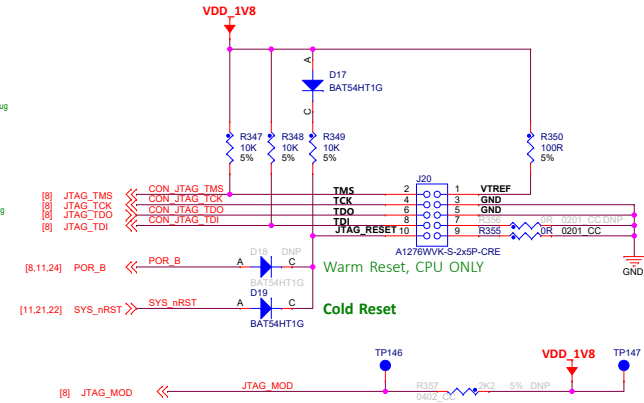 VDD_1V8
A
D17
BAT54HT1G
C
ug
R347
10K
5%
R348
10K
5%
R349
10K
5%
R350
100R
5%
J20
[8] JTAG_TMS CON_JTAG_TMS TMS 2 1 VTREF
[8] JTAG_TCK CON_JTAG_TCK TCK 4 3 GND
[8] JTAG_TDO CON_JTAG_TDO TDO 6 5 GND
[8] JTAG_TDI CON_JTAG_TDI TDI 8 7 R356 0R 0201_CC DNP
JTAG_RESET 10 9 R355 0R 0201_CC
ug
A1276WVK-S-2x5P-CRE
GND
D18 DNP
[8,11,24] POR_B POR_B A C Warm Reset, CPU ONLY
BAT54HT1G
D19
[11,21,22] SYS_nRST SYS_nRST A C Cold Reset
BAT54HT1G
TP146 VDD_1V8 TP147
[8] JTAG_MOD JTAG_MOD R357 2K2 5% DNP
0402_CC